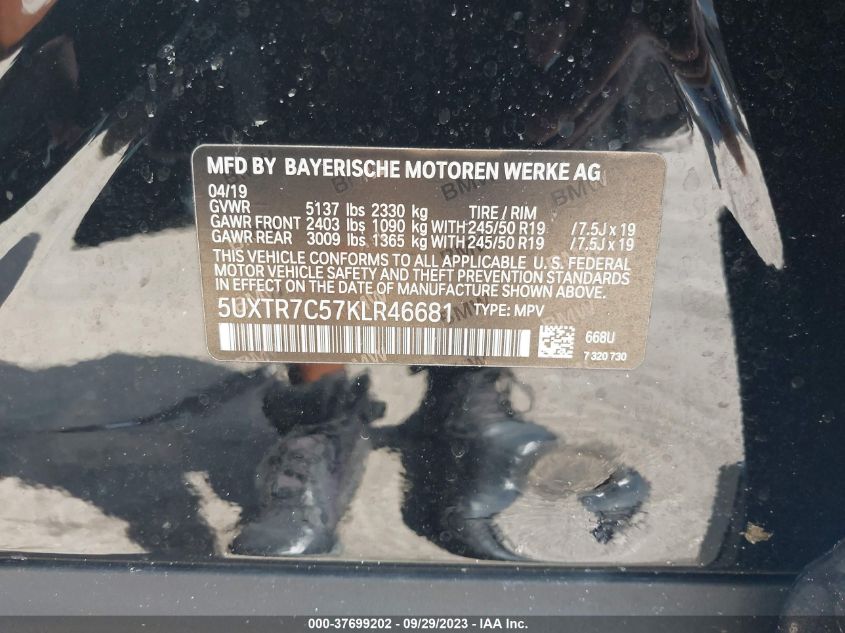 MFD BY BAYERISCHE MOTOREN WERKE AG
04/19
GVWR 5137 lbs 2330 kg TIRE / RIM
GAWR FRONT 2403 lbs 1090 kg WITH 245/50 R19 / 7.5J x 19
GAWR REAR 3009 lbs 1365 kg WITH 245/50 R19 / 7.5J x 19
THIS VEHICLE CONFORMS TO ALL APPLICABLE U. S. FEDERAL
MOTOR VEHICLE SAFETY AND THEFT PREVENTION STANDARDS
IN EFFECT ON THE DATE OF MANUFACTURE SHOWN ABOVE.
5UXTR7C57KLR46681 TYPE: MPV
668U
7 320 730
000-37699202 - 09/29/2023 - © IAA Inc.